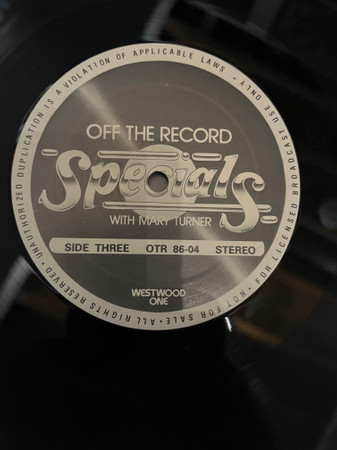 OFF THE RECORD
Specials
WITH MARY TURNER
SIDE THREE OTR 86-04 STEREO
WESTWOOD
ONE
UNAUTHORIZED DUPLICATION IS A VIOLATION OF APPLICABLE LAWS • FOR LICENSED BROADCAST USE ONLY • NOT FOR SALE • ALL RIGHTS RESERVED •